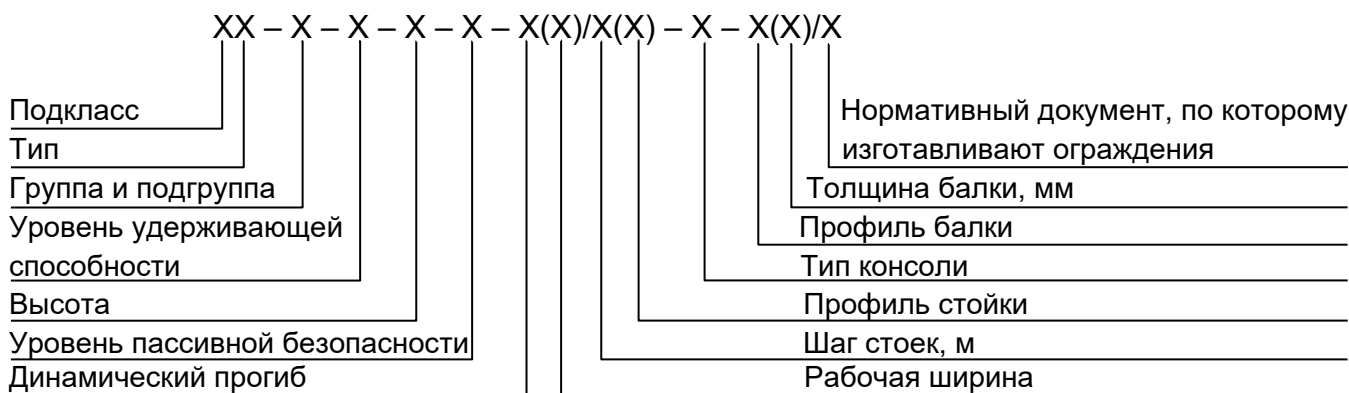 XX – X – X – X – X – X(X)/X(X) – X – X(X)/X
Подкласс
Тип
Группа и подгруппа
Уровень удерживающей
способности
Высота
Уровень пассивной безопасности
Динамический прогиб
Нормативный документ, по которому
изготавливают ограждения
Толщина балки, мм
Профиль балки
Тип консоли
Профиль стойки
Шаг стоек, м
Рабочая ширина